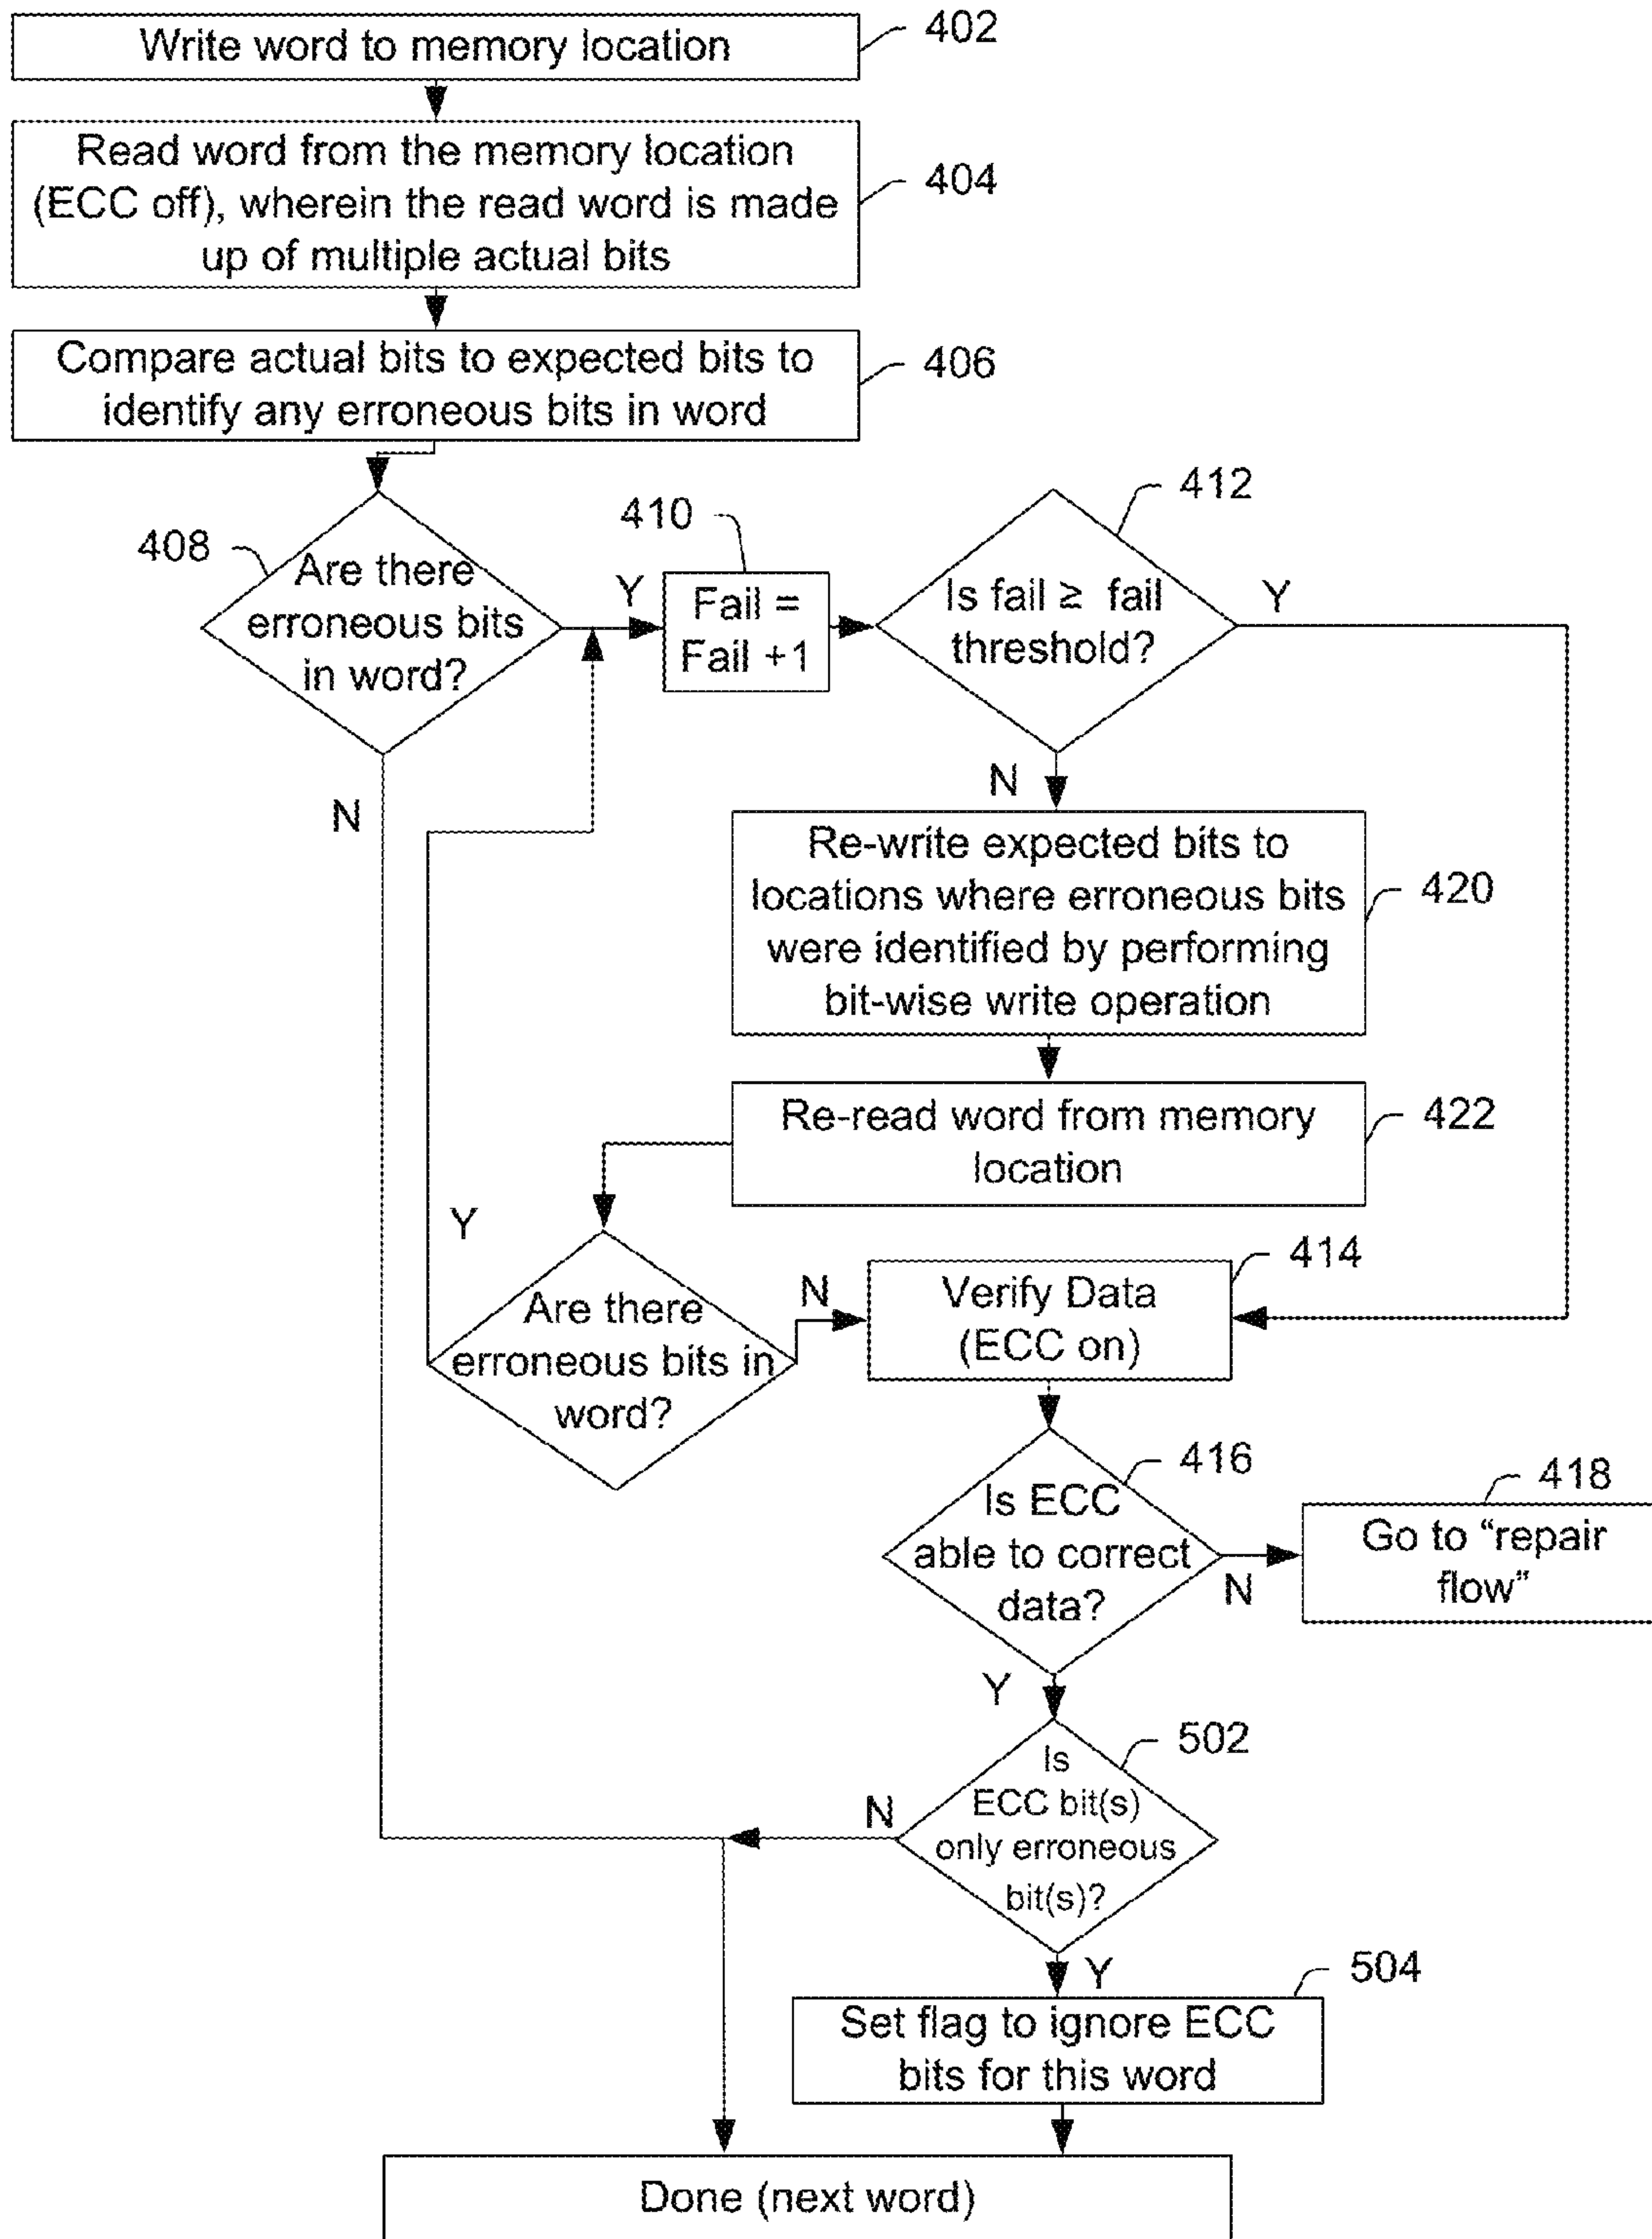 Write word to memory location
402
Read word from the memory location
(ECC off), wherein the read word is made
up of multiple actual bits
404
Compare actual bits to expected bits to
identify any erroneous bits in word
406
408
Are there
erroneous bits
in word?
Y
N
410
Fail =
Fail +1
412
Is fail ≥ fail
threshold?
Y
N
Re-write expected bits to
locations where erroneous bits
were identified by performing
bit-wise write operation
420
Re-read word from memory
location
422
Y
Are there
erroneous bits in
word?
N
414
Verify Data
(ECC on)
416
Is ECC
able to correct
data?
N
418
Go to “repair
flow”
Y
502
Is
ECC bit(s)
only erroneous
bit(s)?
N
Y
504
Set flag to ignore ECC
bits for this word
Done (next word)